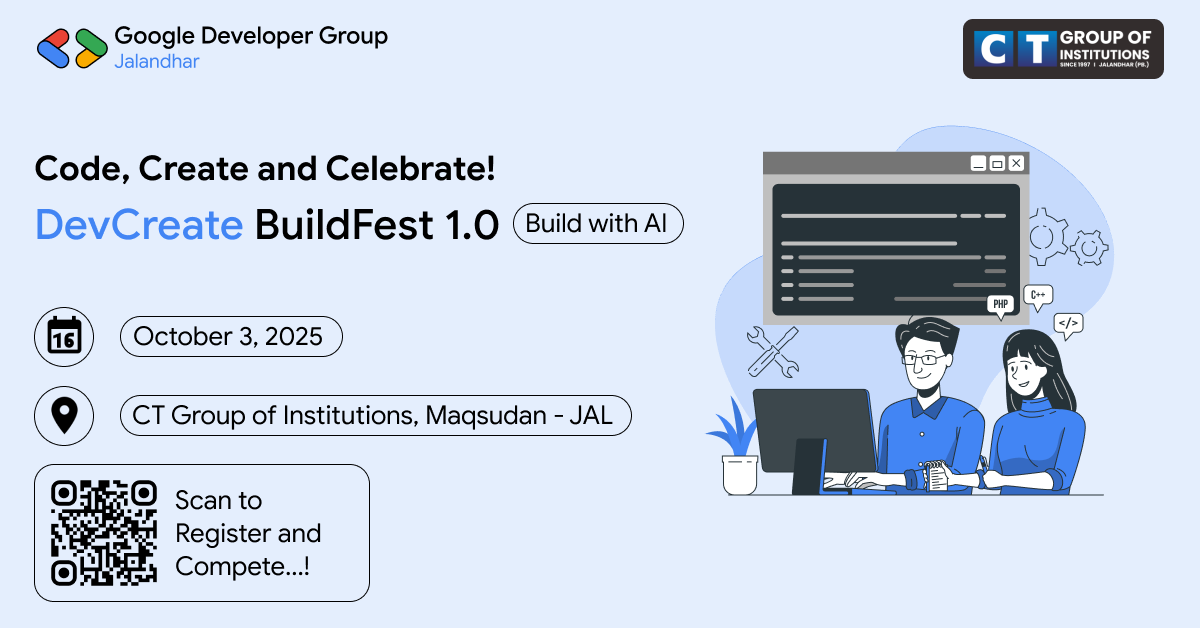 Google Developer Group
Jalandhar
CT GROUP OF
INSTITUTIONS
SINCE 1997 | JALANDHAR (PB.)
Code, Create and Celebrate!
DevCreate BuildFest 1.0 Build with AI
16 October 3, 2025
CT Group of Institutions, Maqsudan - JAL
Scan to
Register and
Compete...!
PHP
C++
</>